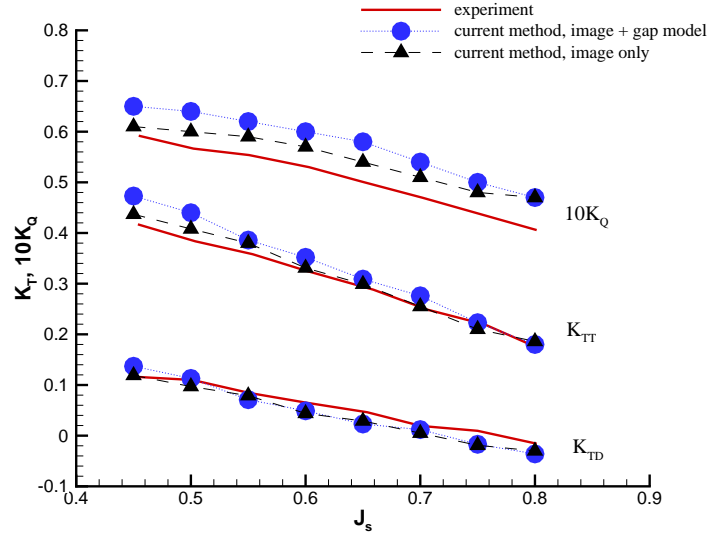 experiment
current method, image + gap model
current method, image only
0.8
0.7
0.6
0.5
0.4
0.3
0.2
0.1
0
-0.1
K_T, 10K_Q
10K_Q
K_TT
K_TD
0.4 0.5 0.6 0.7 0.8 0.9
J_s